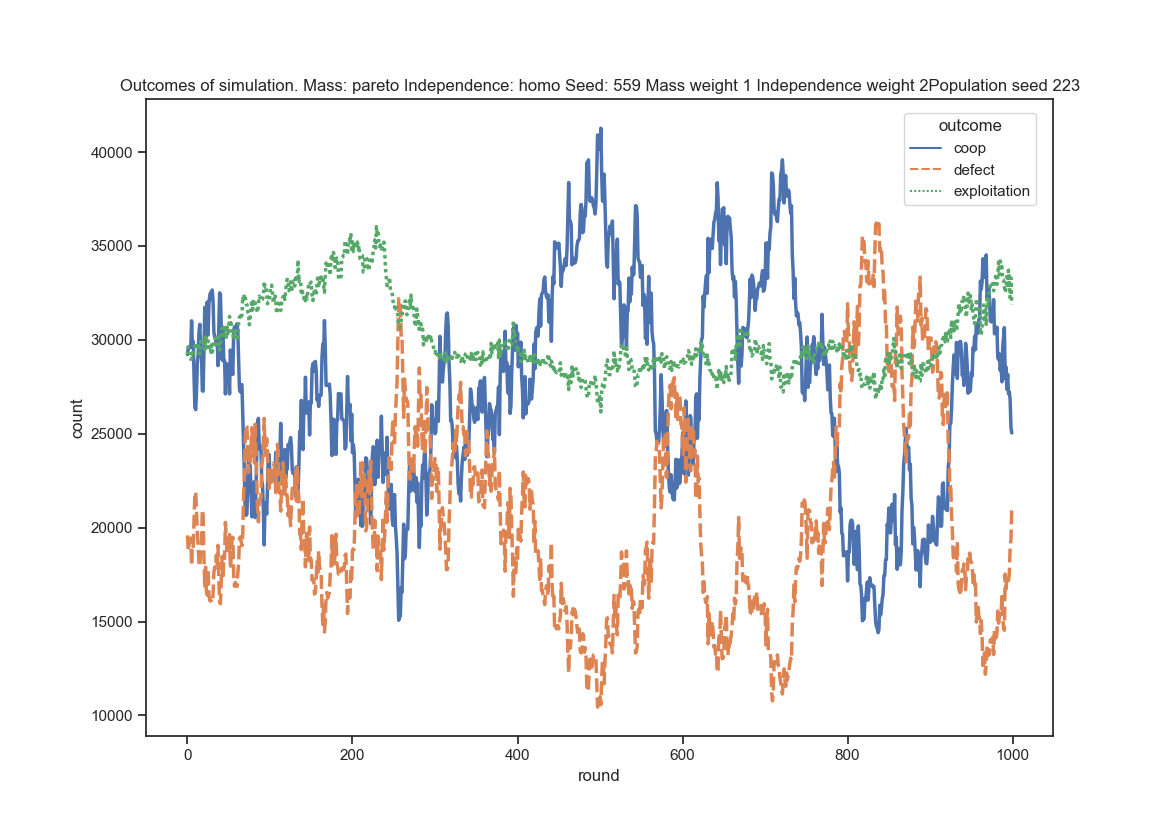 Outcomes of simulation. Mass: pareto Independence: homo Seed: 559 Mass weight 1 Independence weight 2Population seed 223
outcome
coop
defect
exploitation
40000
35000
30000
25000
20000
15000
10000
count
0 200 400 600 800 1000
round